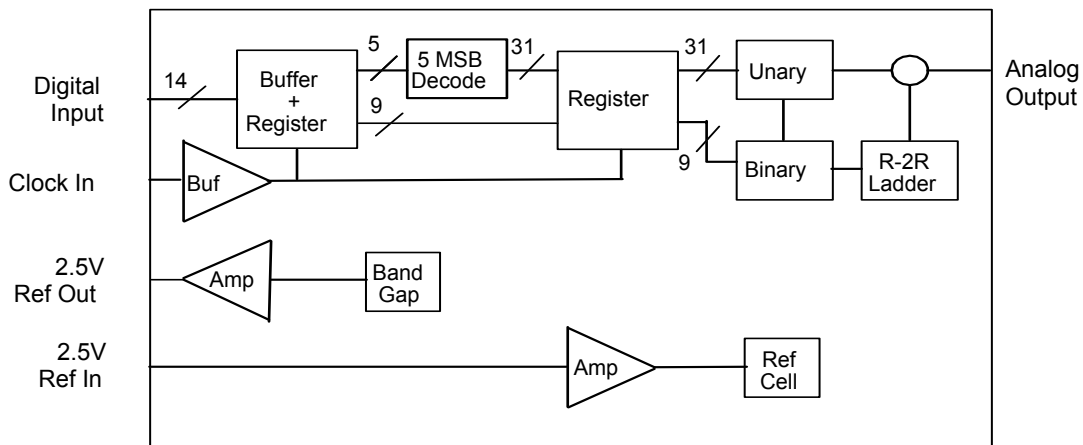 5
31
31
14
Digital
Input
Buffer
+
Register
5 MSB
Decode
9
Register
Unary
Analog
Output
9
Clock In
Buf
Binary
R-2R
Ladder
2.5V
Ref Out
Amp
Band
Gap
2.5V
Ref In
Amp
Ref
Cell